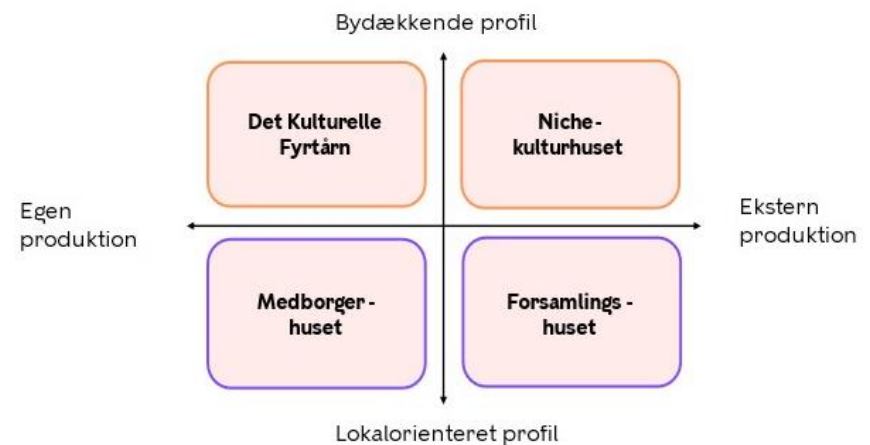 Bydækkende profil
Det Kulturelle
Fyrtårn
Niche-
kulturhuset
Egen
produktion
Ekstern
produktion
Medborger-
huset
Forsamlings-
huset
Lokalorienteret profil